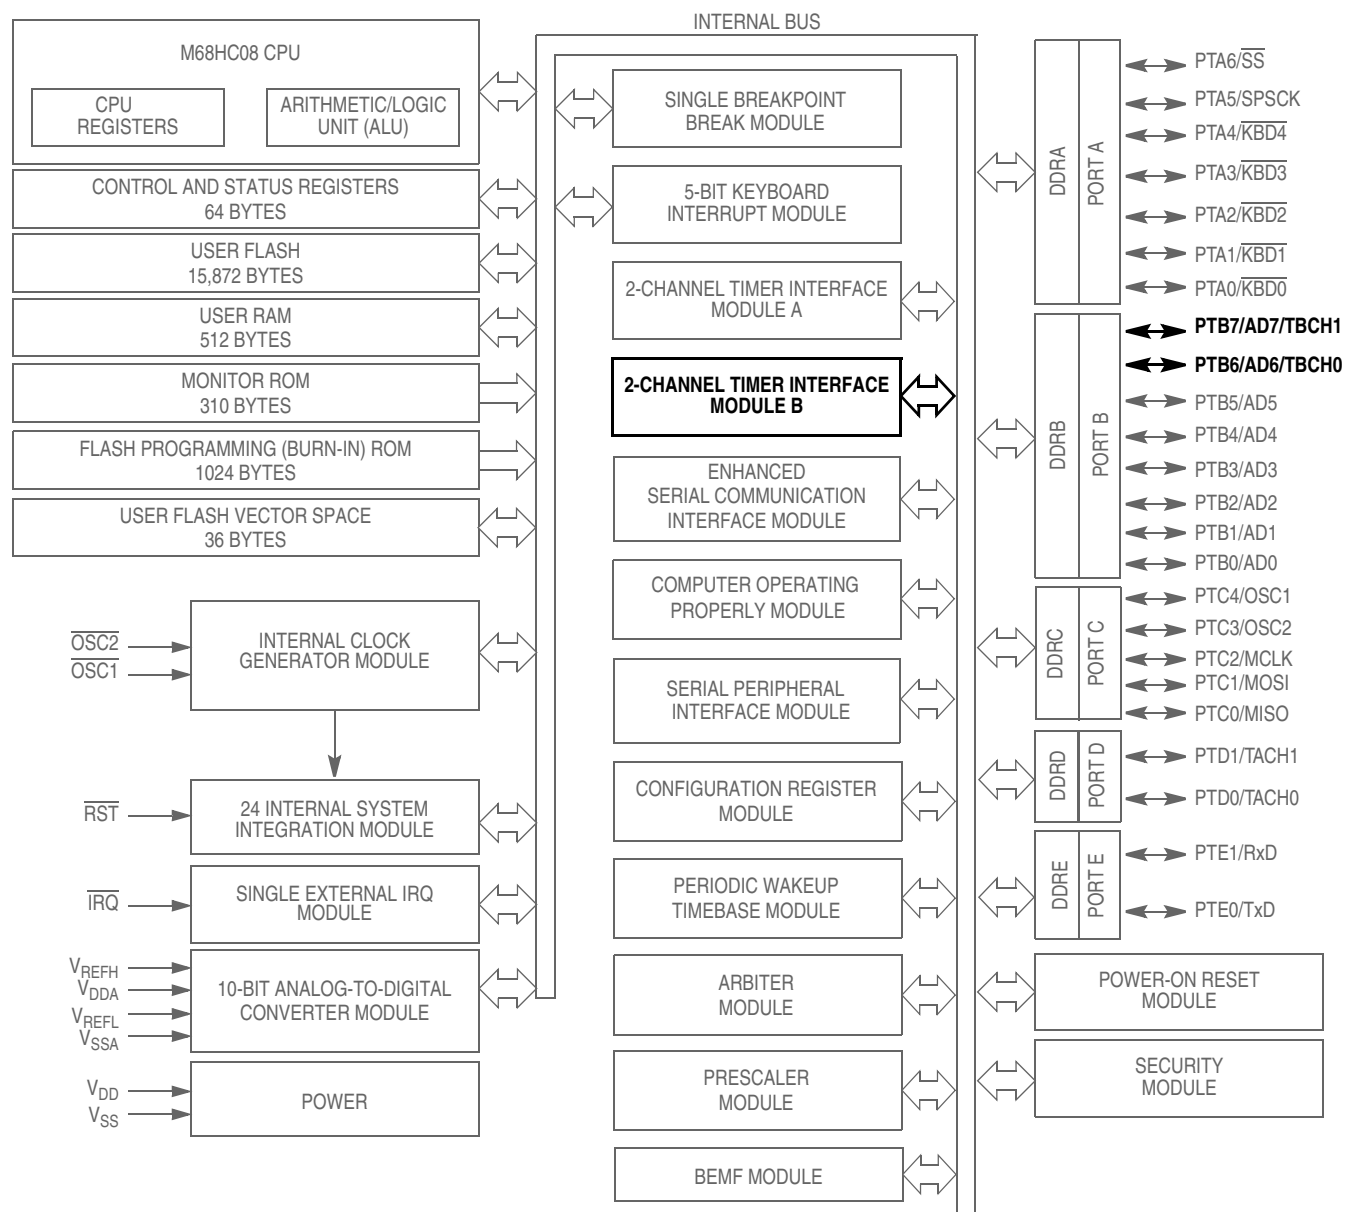 INTERNAL BUS
M68HC08 CPU
CPU
REGISTERS
ARITHMETIC/LOGIC
UNIT (ALU)
CONTROL AND STATUS REGISTERS
64 BYTES
USER FLASH
15,872 BYTES
USER RAM
512 BYTES
MONITOR ROM
310 BYTES
FLASH PROGRAMMING (BURN-IN) ROM
1024 BYTES
USER FLASH VECTOR SPACE
36 BYTES
OSC2
OSC1
INTERNAL CLOCK
GENERATOR MODULE
RST
24 INTERNAL SYSTEM
INTEGRATION MODULE
IRQ
SINGLE EXTERNAL IRQ
MODULE
VREFH
VDDA
VREFL
VSSA
10-BIT ANALOG-TO-DIGITAL
CONVERTER MODULE
VDD
VSS
POWER
SINGLE BREAKPOINT
BREAK MODULE
5-BIT KEYBOARD
INTERRUPT MODULE
2-CHANNEL TIMER INTERFACE
MODULE A
2-CHANNEL TIMER INTERFACE
MODULE B
ENHANCED
SERIAL COMMUNICATION
INTERFACE MODULE
COMPUTER OPERATING
PROPERLY MODULE
SERIAL PERIPHERAL
INTERFACE MODULE
CONFIGURATION REGISTER
MODULE
PERIODIC WAKEUP
TIMEBASE MODULE
ARBITER
MODULE
PRESCALER
MODULE
BEMF MODULE
DDRA
PORT A
PTA6/SS
PTA5/SPSCK
PTA4/KBD4
PTA3/KBD3
PTA2/KBD2
PTA1/KBD1
PTA0/KBD0
DDRB
PORT B
PTB7/AD7/TBCH1
PTB6/AD6/TBCH0
PTB5/AD5
PTB4/AD4
PTB3/AD3
PTB2/AD2
PTB1/AD1
PTB0/AD0
DDRC
PORT C
PTC4/OSC1
PTC3/OSC2
PTC2/MCLK
PTC1/MOSI
PTC0/MISO
DDRD
PORT D
PTD1/TACH1
PTD0/TACH0
DDRE
PORT E
PTE1/RxD
PTE0/TxD
POWER-ON RESET
MODULE
SECURITY
MODULE